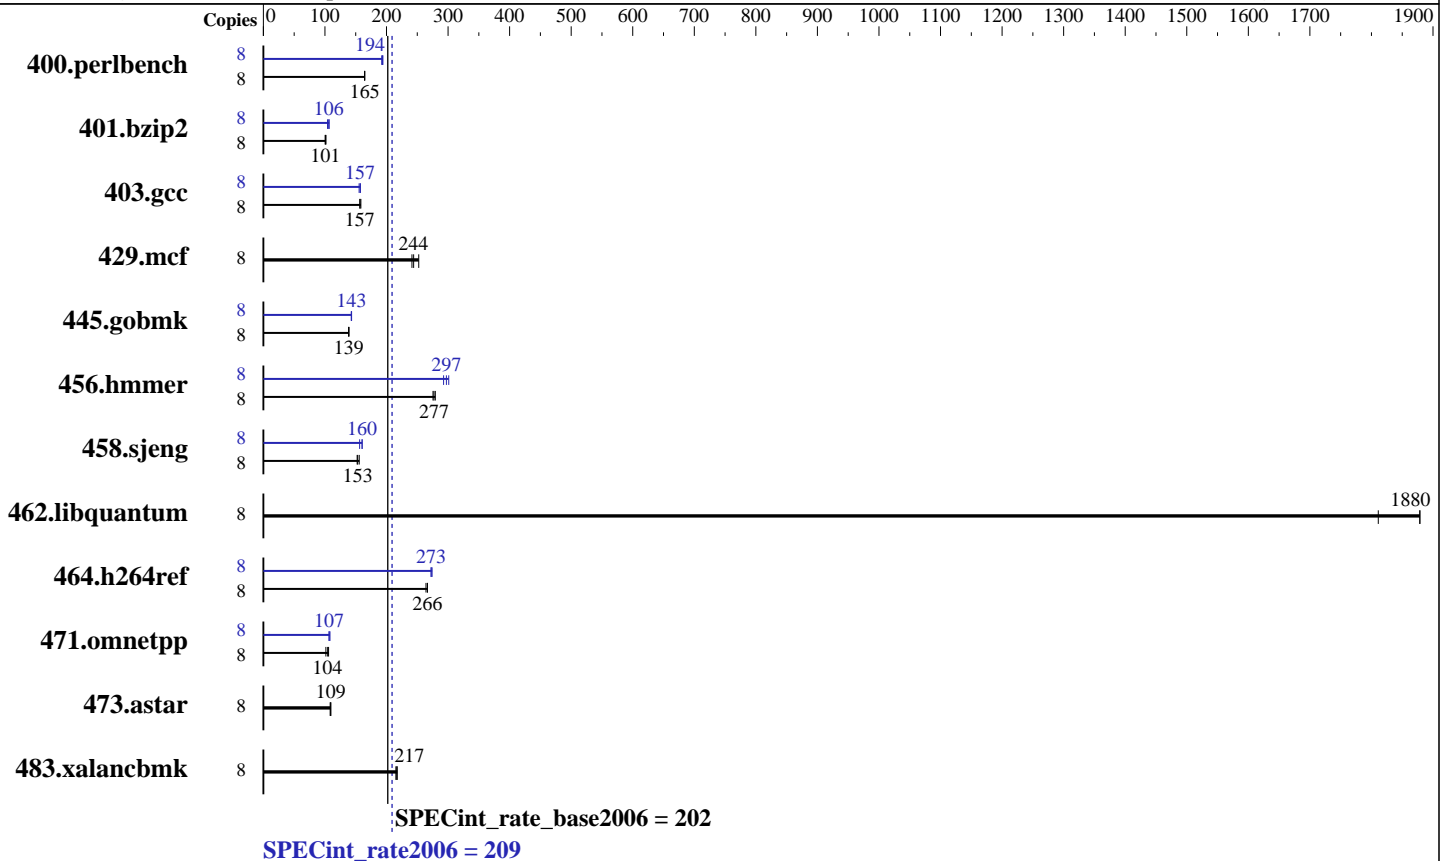 Copies 0 100 200 300 400 500 600 700 800 900 1000 1100 1200 1300 1400 1500 1600 1700 1900
400.perlbench 8 194
8 165
401.bzip2 8 106
8 101
403.gcc 8 157
8 157
429.mcf 8 244
445.gobmk 8 143
8 139
456.hmmer 8 297
8 277
458.sjeng 8 160
8 153
462.libquantum 8 1880
464.h264ref 8 273
8 266
471.omnetpp 8 107
8 104
473.astar 8 109
483.xalancbmk 8 217
SPECint_rate_base2006 = 202
SPECint_rate2006 = 209